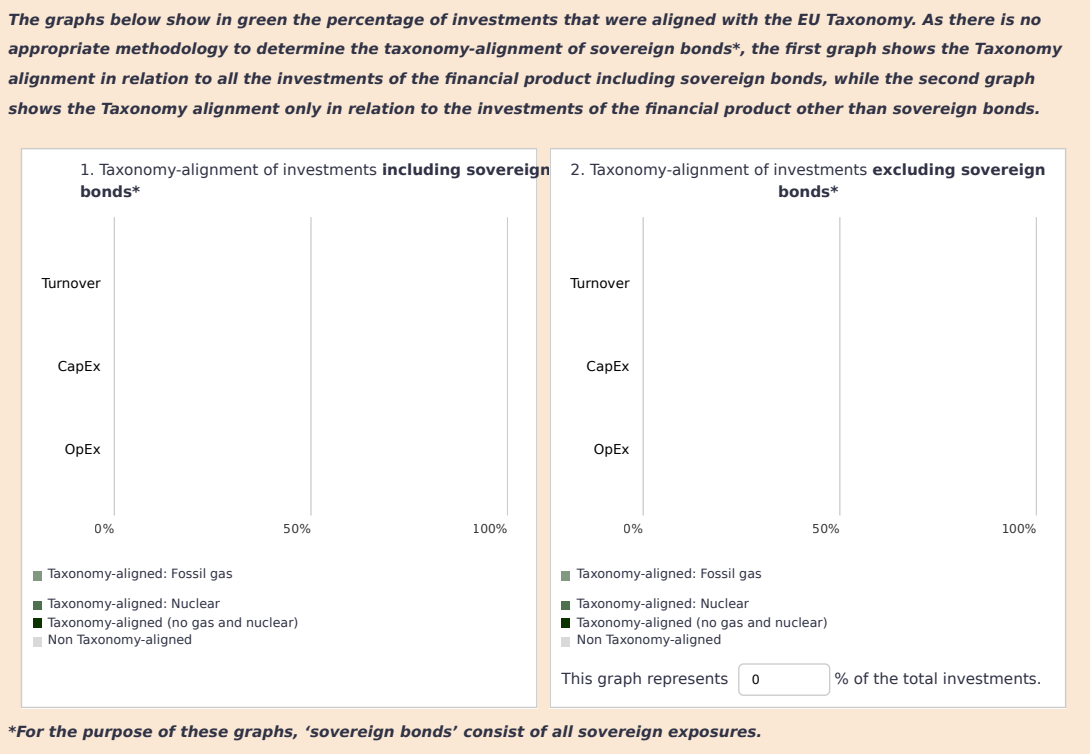 The graphs below show in green the percentage of investments that were aligned with the EU Taxonomy. As there is no
appropriate methodology to determine the taxonomy-alignment of sovereign bonds*, the first graph shows the Taxonomy
alignment in relation to all the investments of the financial product including sovereign bonds, while the second graph
shows the Taxonomy alignment only in relation to the investments of the financial product other than sovereign bonds.
1. Taxonomy-alignment of investments including sovereign
bonds*
Turnover
CapEx
OpEx
0% 50% 100%
Taxonomy-aligned: Fossil gas
Taxonomy-aligned: Nuclear
Taxonomy-aligned (no gas and nuclear)
Non Taxonomy-aligned
2. Taxonomy-alignment of investments excluding sovereign
bonds*
Turnover
CapEx
OpEx
0% 50% 100%
Taxonomy-aligned: Fossil gas
Taxonomy-aligned: Nuclear
Taxonomy-aligned (no gas and nuclear)
Non Taxonomy-aligned
This graph represents 0 % of the total investments.
*For the purpose of these graphs, ‘sovereign bonds’ consist of all sovereign exposures.